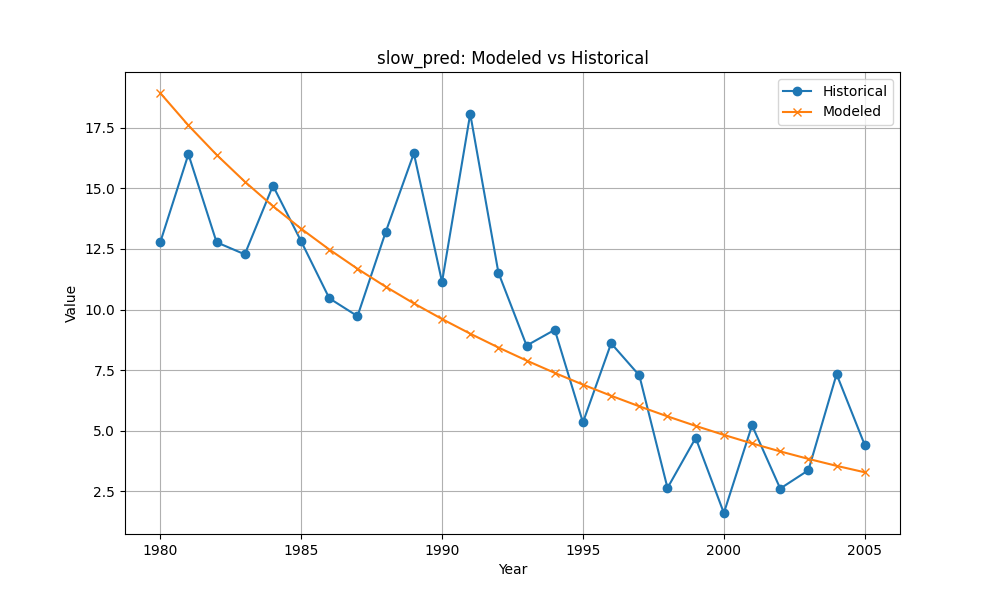 slow_pred: Modeled vs Historical
Historical
Modeled
Value
17.5
15.0
12.5
10.0
7.5
5.0
2.5
1980 1985 1990 1995 2000 2005
Year